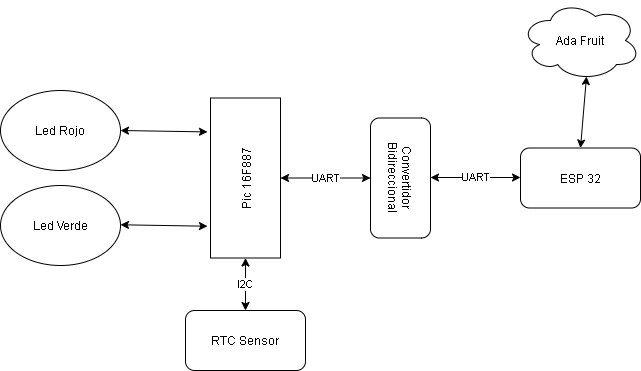 Ada Fruit
Led Rojo
Led Verde
Pic 16F887
UART
Convertidor
Bidireccional
UART
ESP 32
I2C
RTC Sensor